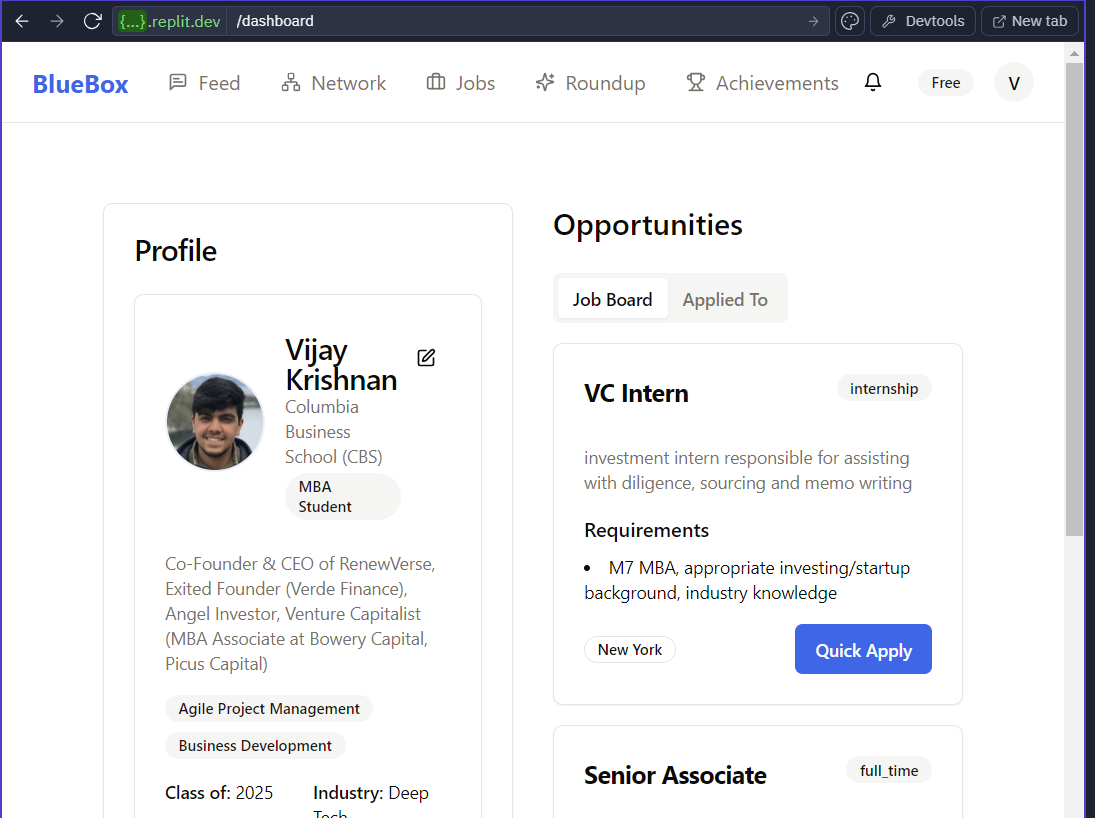 {...}.replit.dev /dashboard Devtools New tab
BlueBox Feed Network Jobs Roundup Achievements Free V
Profile
Vijay
Krishnan
Columbia
Business
School (CBS)
MBA
Student
Co-Founder & CEO of RenewVerse,
Exited Founder (Verde Finance),
Angel Investor, Venture Capitalist
(MBA Associate at Bowery Capital,
Picus Capital)
Agile Project Management
Business Development
Class of: 2025 Industry: Deep
Tech
Opportunities
Job Board Applied To
VC Intern internship
investment intern responsible for assisting
with diligence, sourcing and memo writing
Requirements
• M7 MBA, appropriate investing/startup
background, industry knowledge
New York Quick Apply
Senior Associate full_time